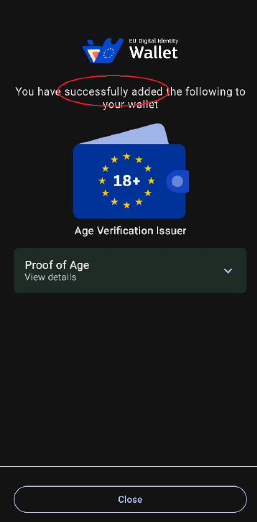 EU Digital Identity
Wallet
You have successfully added the following to
your wallet
18+
Age Verification Issuer
Proof of Age
View details
Close